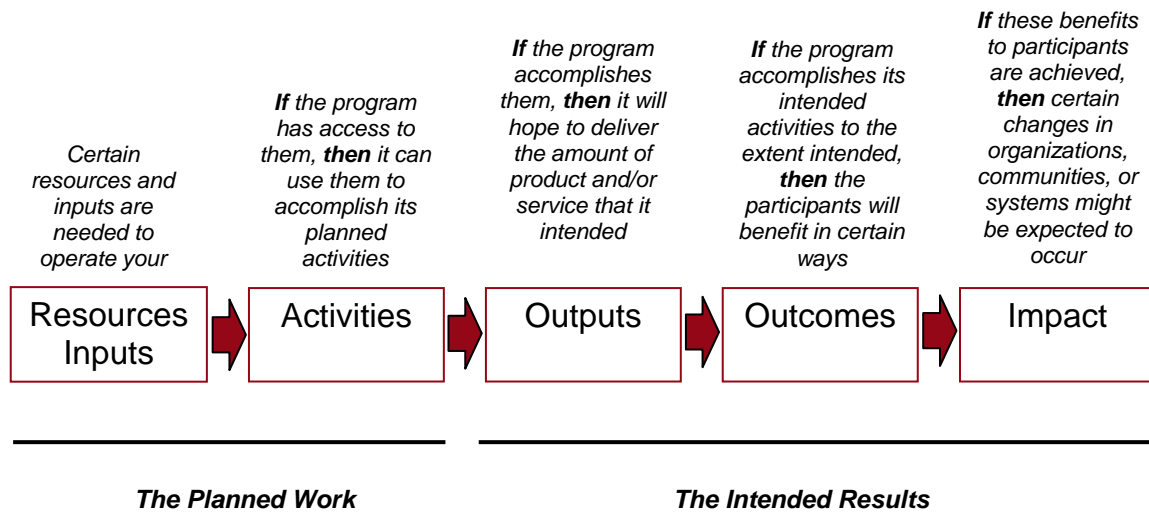 Certain
resources and
inputs are
needed to
operate your
If the program
has access to
them, then it can
use them to
accomplish its
planned
activities
If the program
accomplishes
them, then it will
hope to deliver
the amount of
product and/or
service that it
intended
If the program
accomplishes its
intended
activities to the
extent intended,
then the
participants will
benefit in certain
ways
If these benefits
to participants
are achieved,
then certain
changes in
organizations,
communities, or
systems might
be expected to
occur
Resources
Inputs
Activities
Outputs
Outcomes
Impact
The Planned Work
The Intended Results